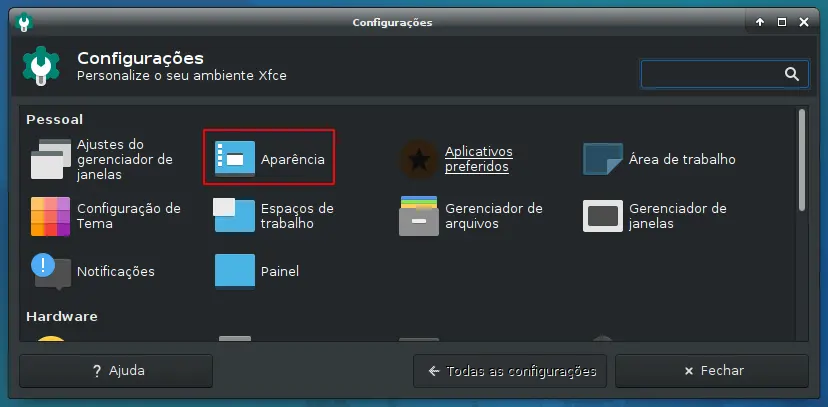 Configurações
Configurações
Personalize o seu ambiente Xfce
Pessoal
Ajustes do
gerenciador de
janelas
Aparência
Aplicativos
preferidos
Área de trabalho
Configuração de
Tema
Espaços de
trabalho
Gerenciador de
arquivos
Gerenciador de
janelas
Notificações
Painel
Hardware
? Ajuda
Todas as configurações
Fechar